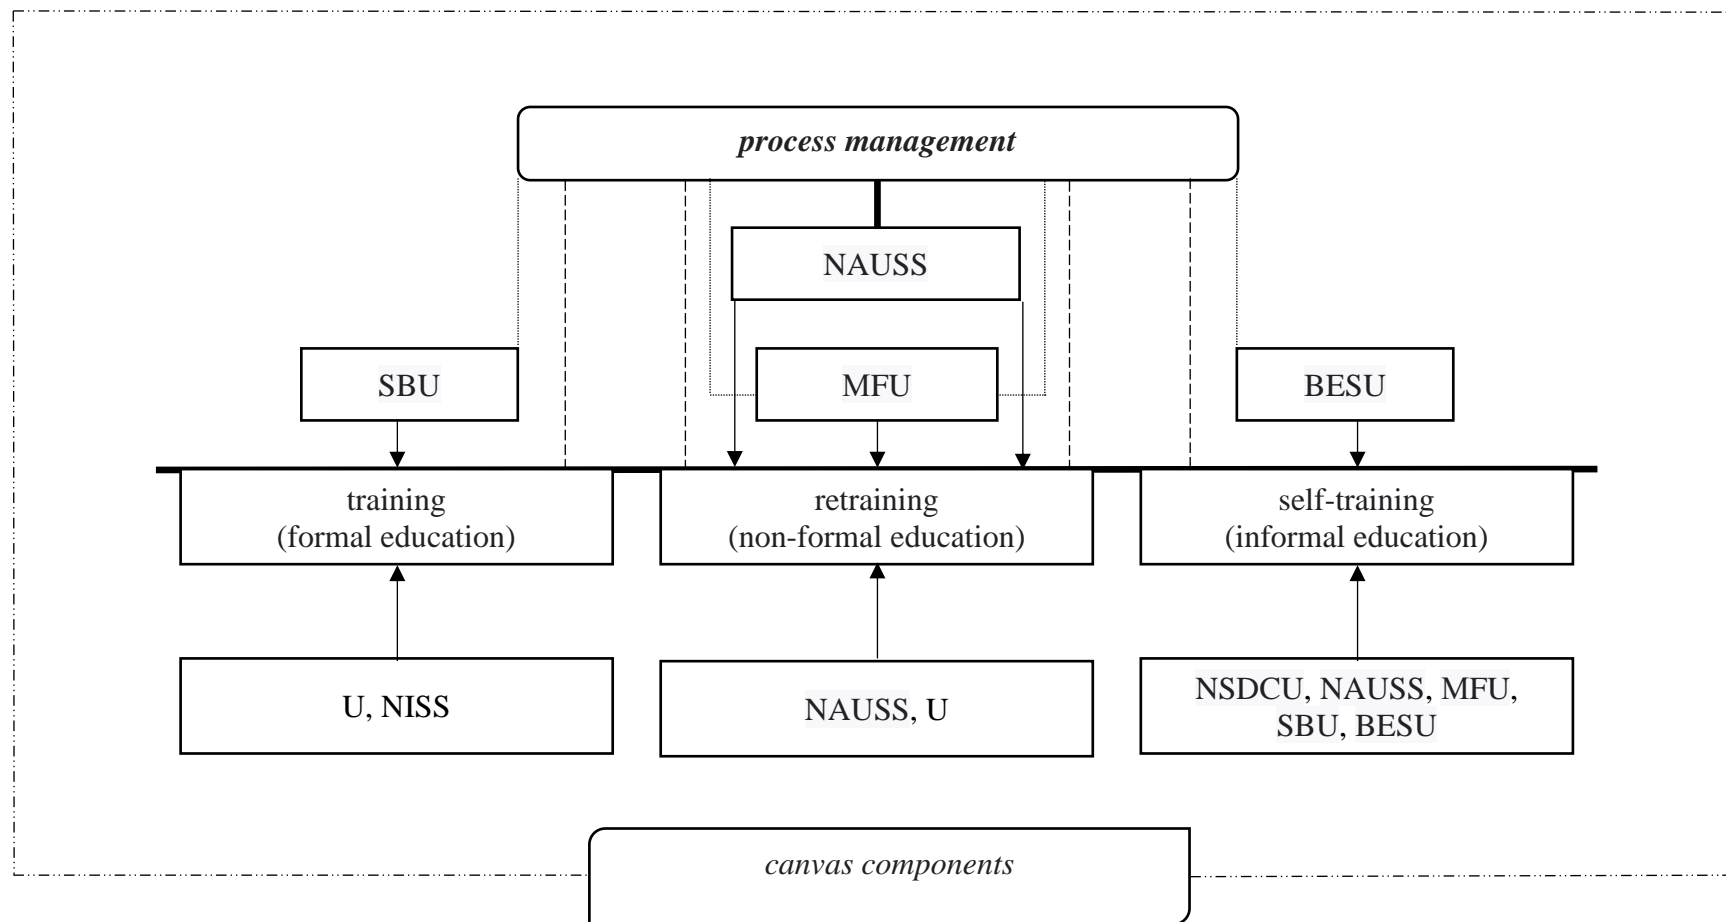 process management
NAUSS
SBU
MFU
BESU
training
(formal education)
retraining
(non-formal education)
self-training
(informal education)
U, NISS
NAUSS, U
NSDCU, NAUSS, MFU,
SBU, BESU
canvas components